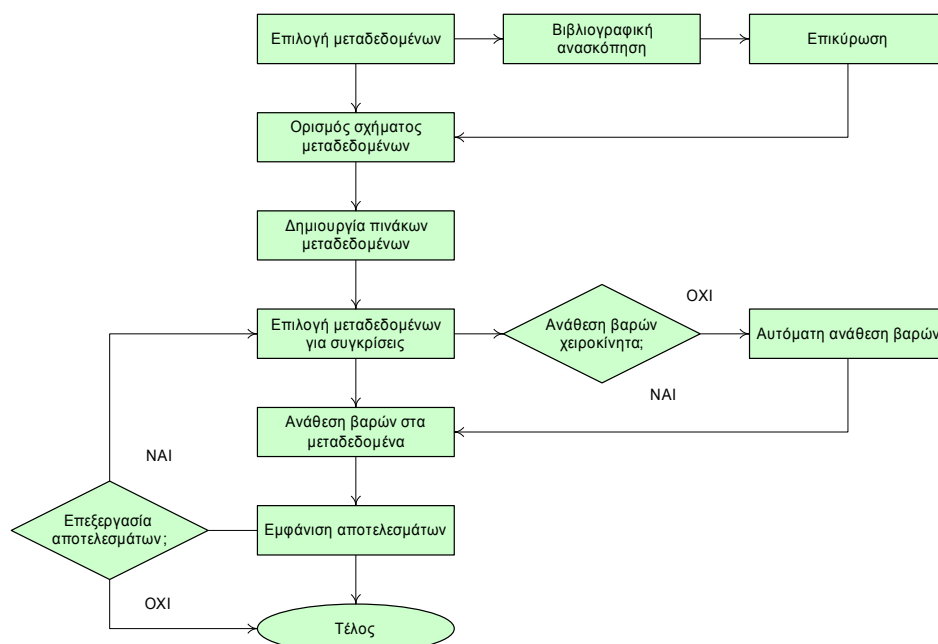 Επιλογή μεταδεδομένων
Βιβλιογραφική
ανασκόπηση
Επικύρωση
Ορισμός σχήματος
μεταδεδομένων
Δημιουργία πινάκων
μεταδεδομένων
Επιλογή μεταδεδομένων
για συγκρίσεις
Ανάθεση βαρών
χειροκίνητα;
ΟΧΙ
Αυτόματη ανάθεση βαρών
ΝΑΙ
Ανάθεση βαρών στα
μεταδεδομένα
ΝΑΙ
Επεξεργασία
αποτελεσμάτων;
Εμφάνιση αποτελεσμάτων
ΟΧΙ
Τέλος